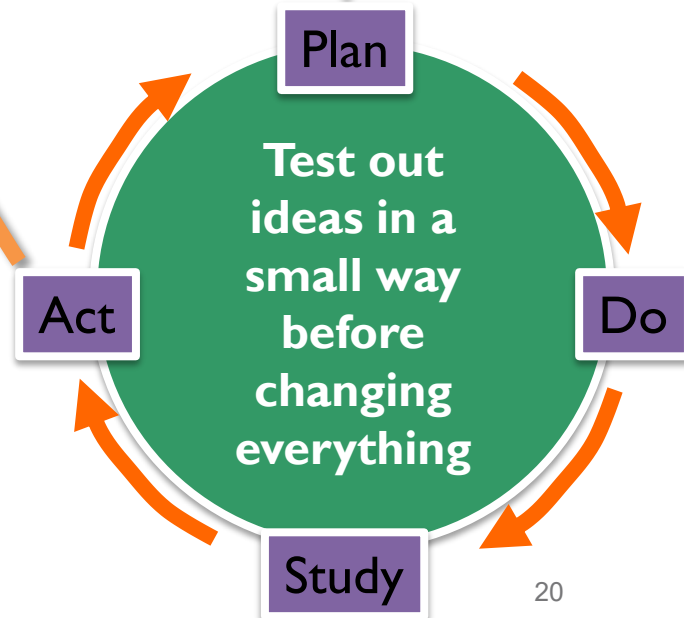 Plan
Test out
ideas in a
small way
before
changing
everything
Act
Do
Study
20